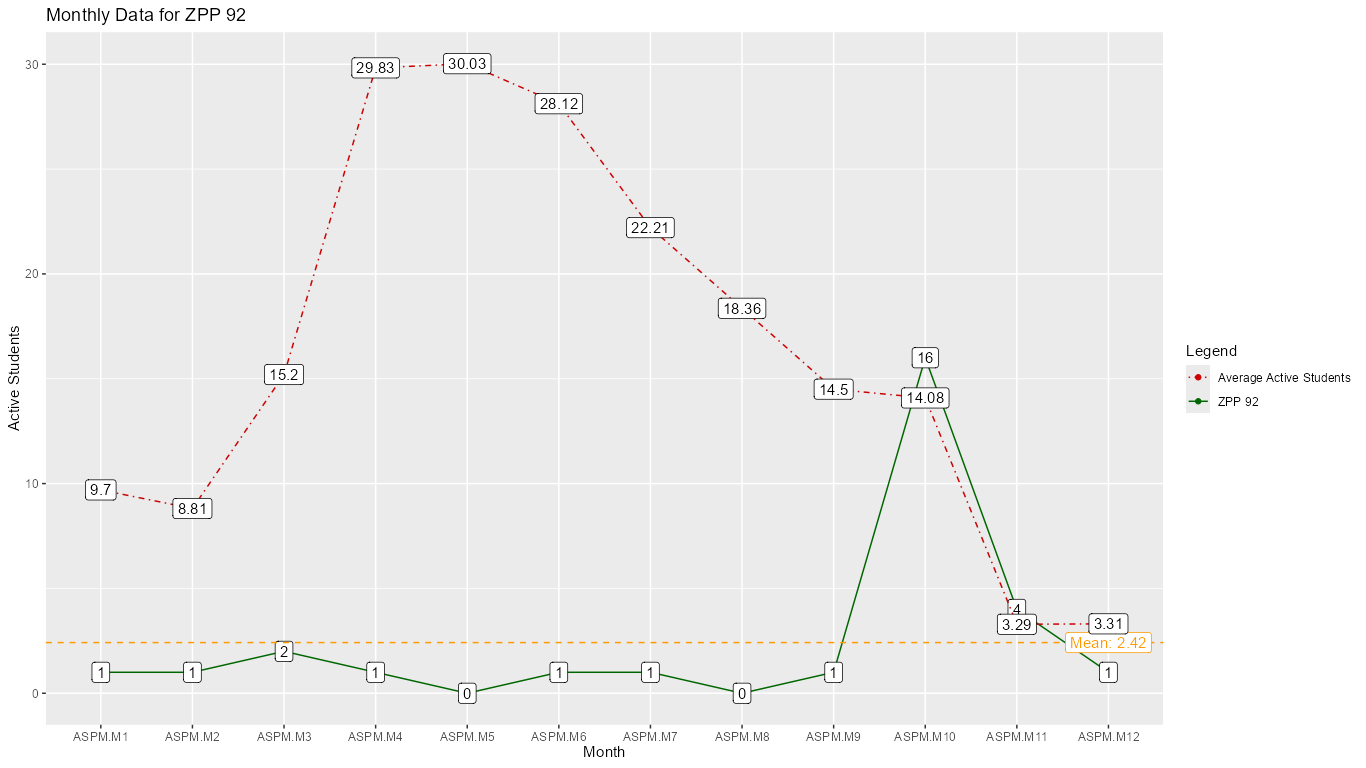 Monthly Data for ZPP 92
Active Students
30
20
10
0
29.83
30.03
28.12
22.21
18.36
15.2
14.5
16
14.08
9.7
8.81
4
3.29
3.31
Mean: 2.42
1
1
2
1
0
1
1
0
1
1
ASPM.M1
ASPM.M2
ASPM.M3
ASPM.M4
ASPM.M5
ASPM.M6
ASPM.M7
ASPM.M8
ASPM.M9
ASPM.M10
ASPM.M11
ASPM.M12
Month
Legend
Average Active Students
ZPP 92